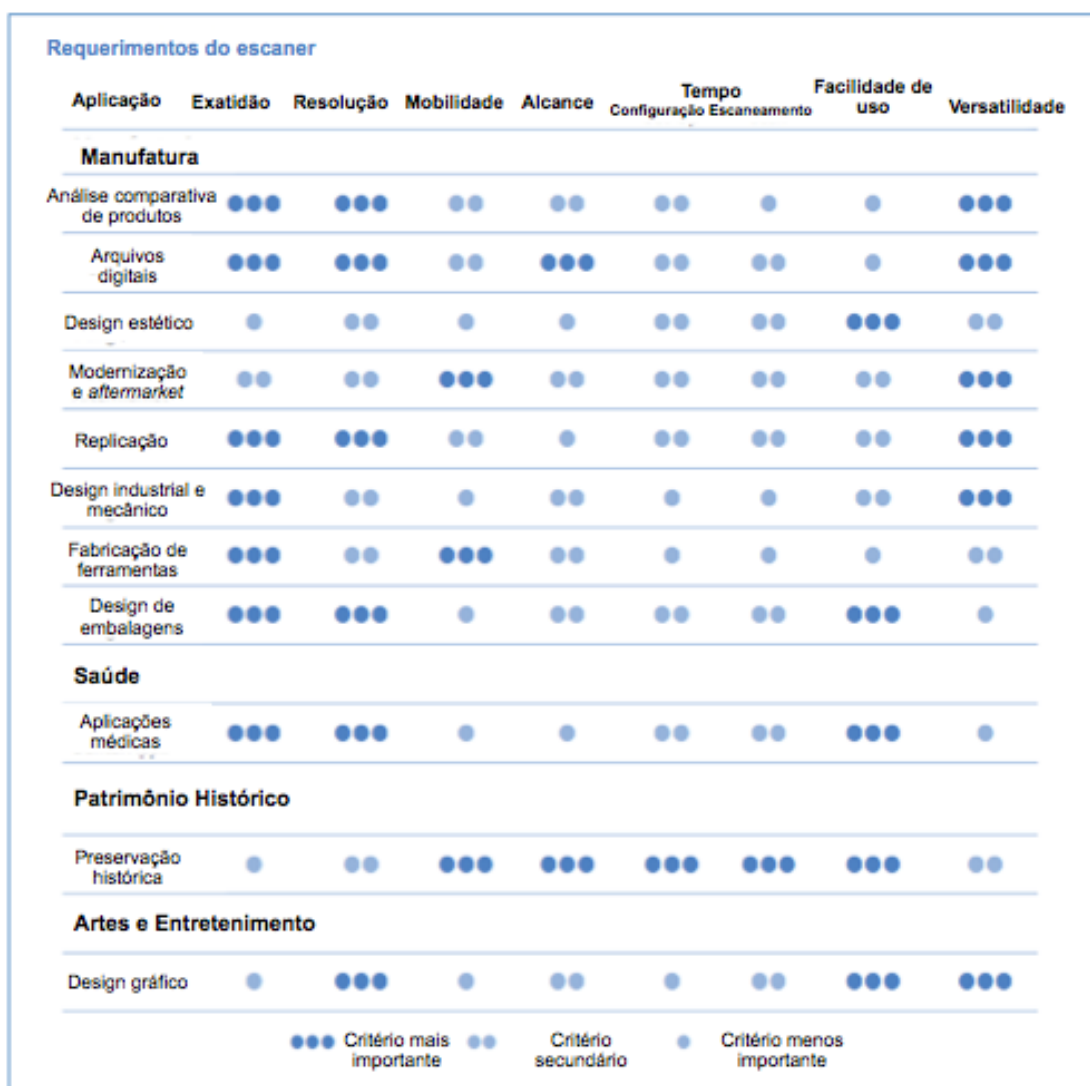 Requerimentos do escaner
Aplicação Exatidão Resolução Mobilidade Alcance Tempo Configuração Escaneamento Facilidade de uso Versatilidade
Manufatura
Análise comparativa
de produtos
Arquivos
digitais
Design estético
Modernização
e aftermarket
Replicação
Design industrial e
mecânico
Fabricação de
ferramentas
Design de
embalagens
Saúde
Aplicações
médicas
Patrimônio Histórico
Preservação
histórica
Artes e Entretenimento
Design gráfico
Critério mais
importante
Critério
secundário
Critério menos
importante